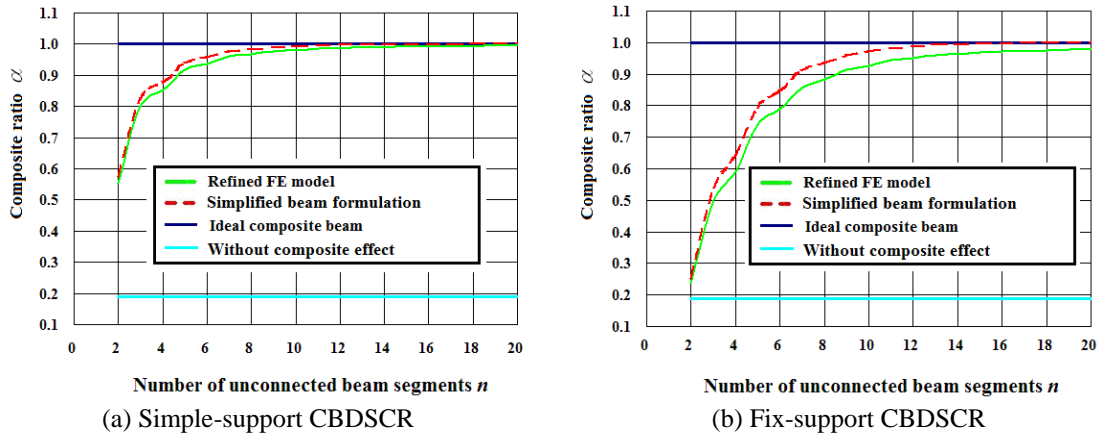 1.1
1.0
0.9
0.8
0.7
0.6
0.5
0.4
0.3
0.2
0.1
Composite ratio α
Refined FE model
Simplified beam formulation
Ideal composite beam
Without composite effect
0 2 4 6 8 10 12 14 16 18 20
Number of unconnected beam segments n
(a) Simple-support CBDSCR
1.1
1.0
0.9
0.8
0.7
0.6
0.5
0.4
0.3
0.2
0.1
Composite ratio α
Refined FE model
Simplified beam formulation
Ideal composite beam
Without composite effect
0 2 4 6 8 10 12 14 16 18 20
Number of unconnected beam segments n
(b) Fix-support CBDSCR